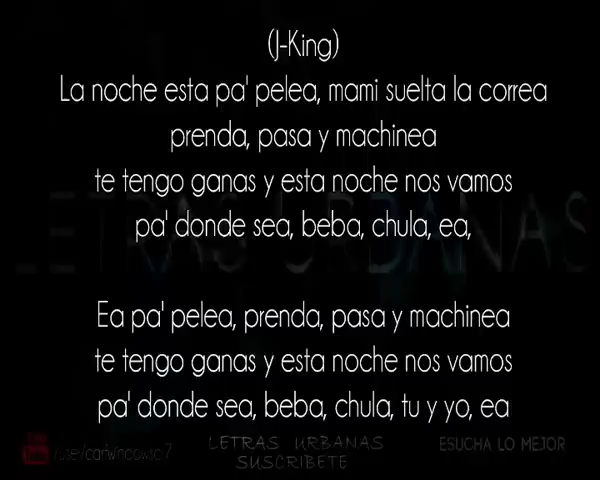 (J-King)
La noche esta pa' pelea, mami suelta la correa
prenda, pasa y machinea
te tengo ganas y esta noche nos vamos
pa' donde sea, beba, chula, ea,
LETRAS URBANAS
Ea pa' pelea, prenda, pasa y machinea
te tengo ganas y esta noche nos vamos
pa' donde sea, beba, chula, tu y yo, ea
LETRAS URBANAS
SUSCRIBETE
ESUCHA LO MEJOR